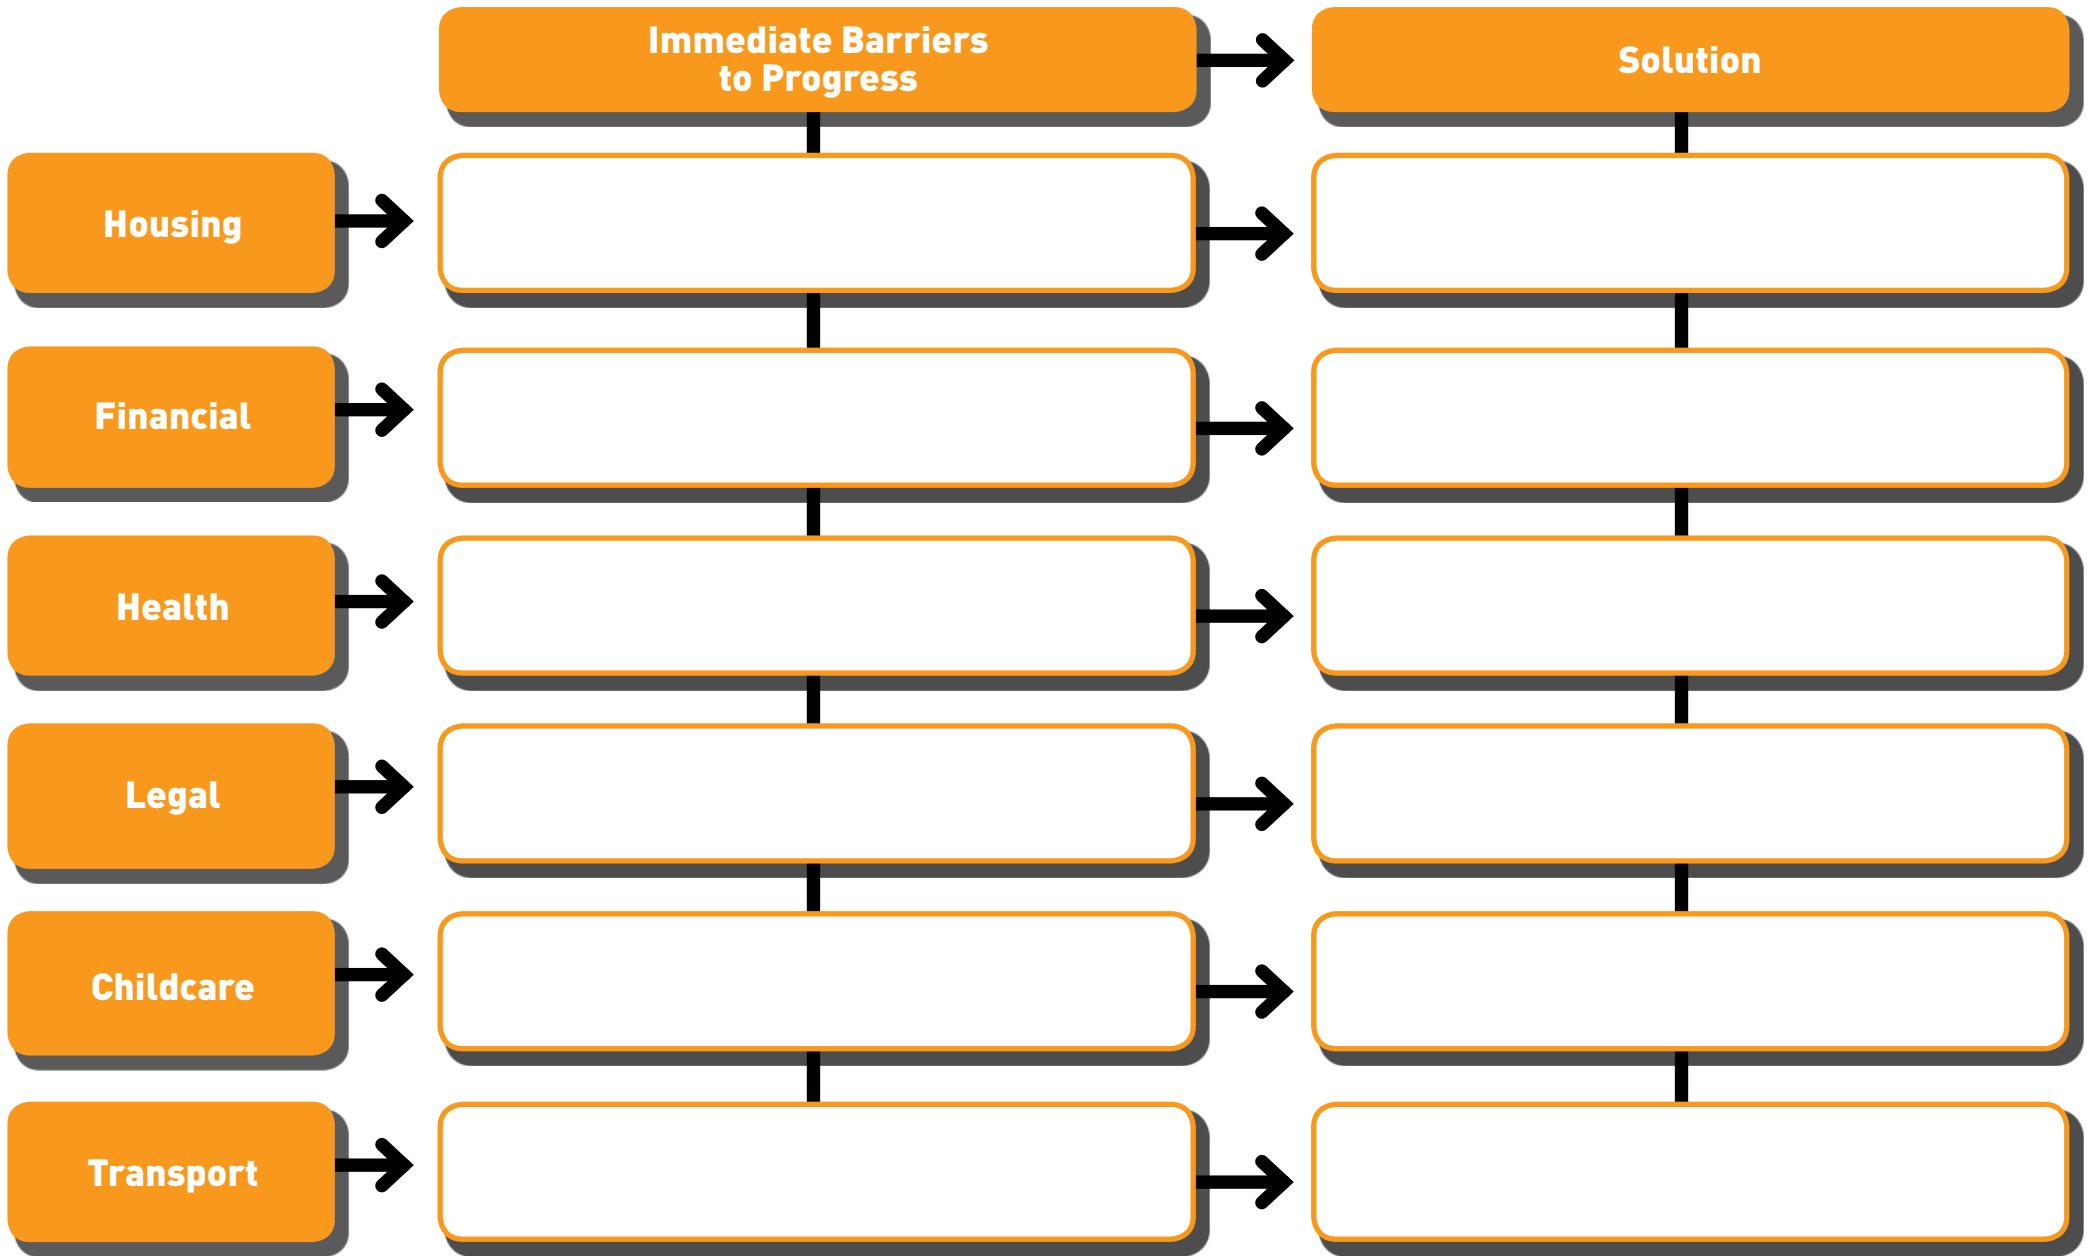 Immediate Barriers
to Progress
Solution
Housing
Financial
Health
Legal
Childcare
Transport